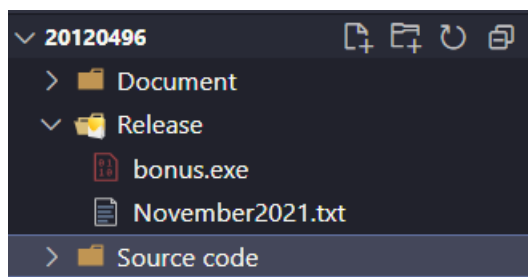 20120496
Document
Release
bonus.exe
November2021.txt
Source code